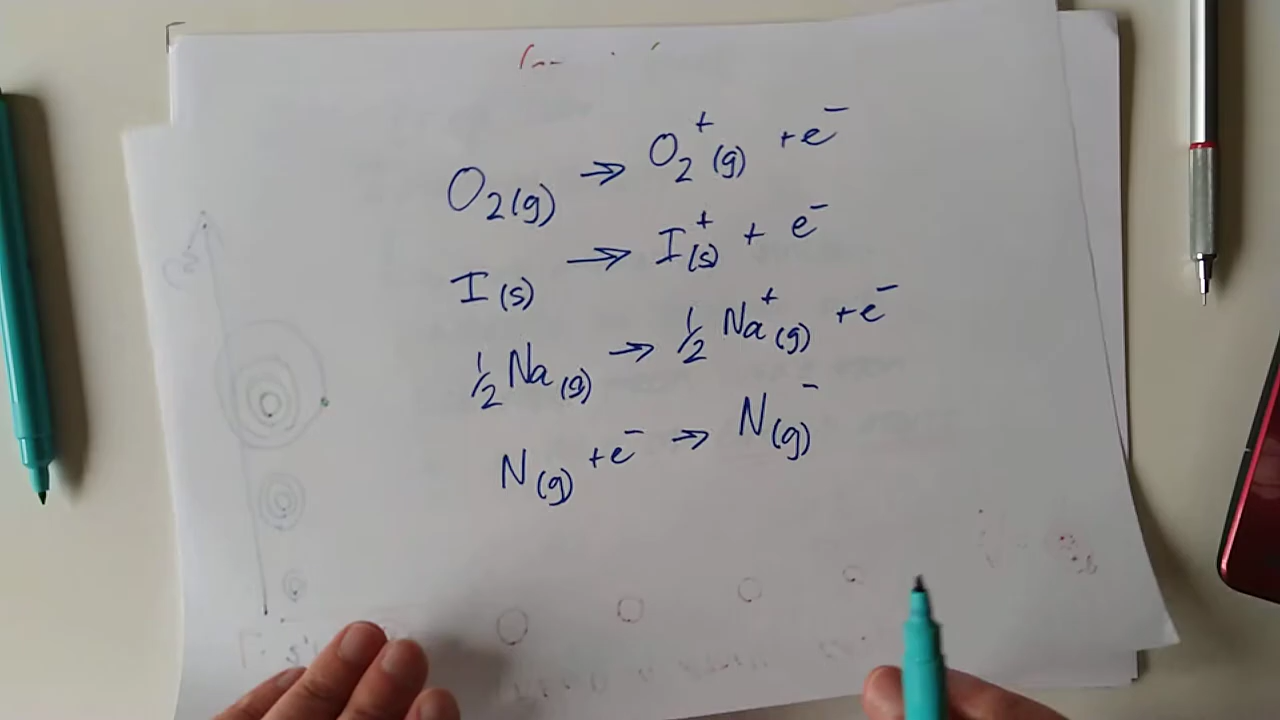 O₂(g) → O₂⁺(g) + e⁻
I(s) → I⁺(s) + e⁻
½ Na(g) → ½ Na⁺(g) + e⁻
N(g) + e⁻ → N⁻(g)